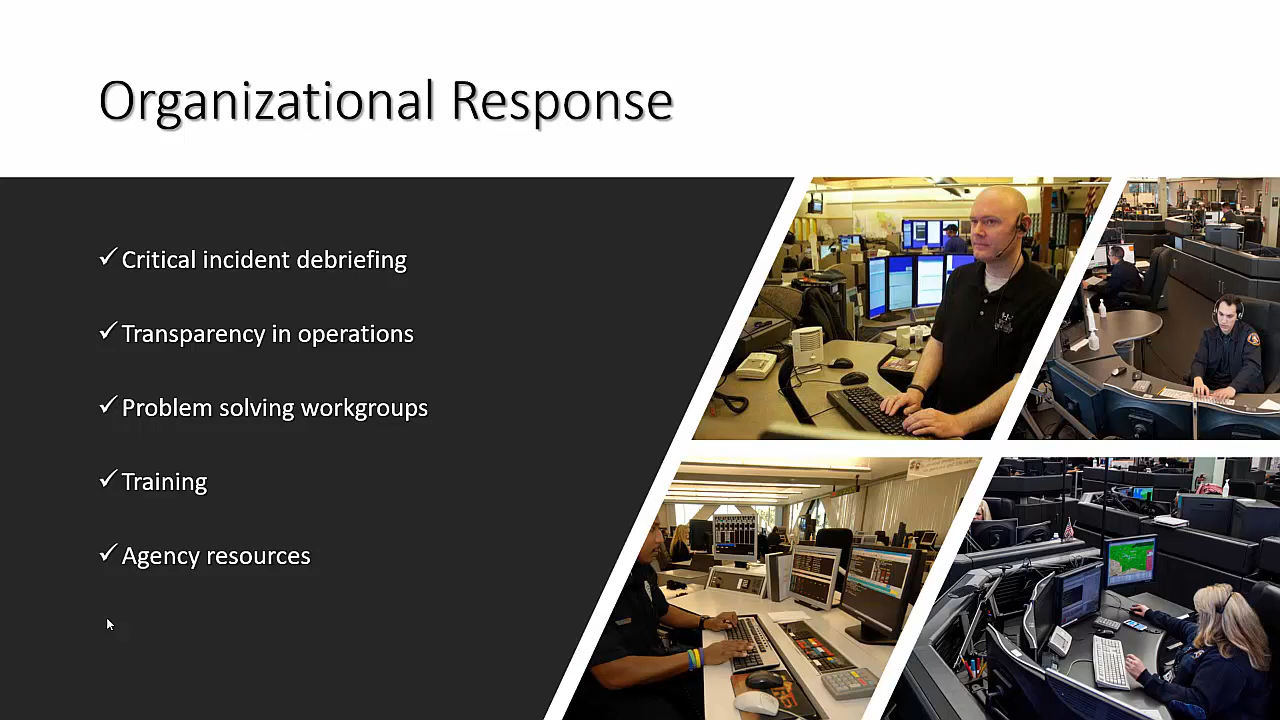 Organizational Response
✓Critical incident debriefing
✓Transparency in operations
✓Problem solving workgroups
✓Training
✓Agency resources